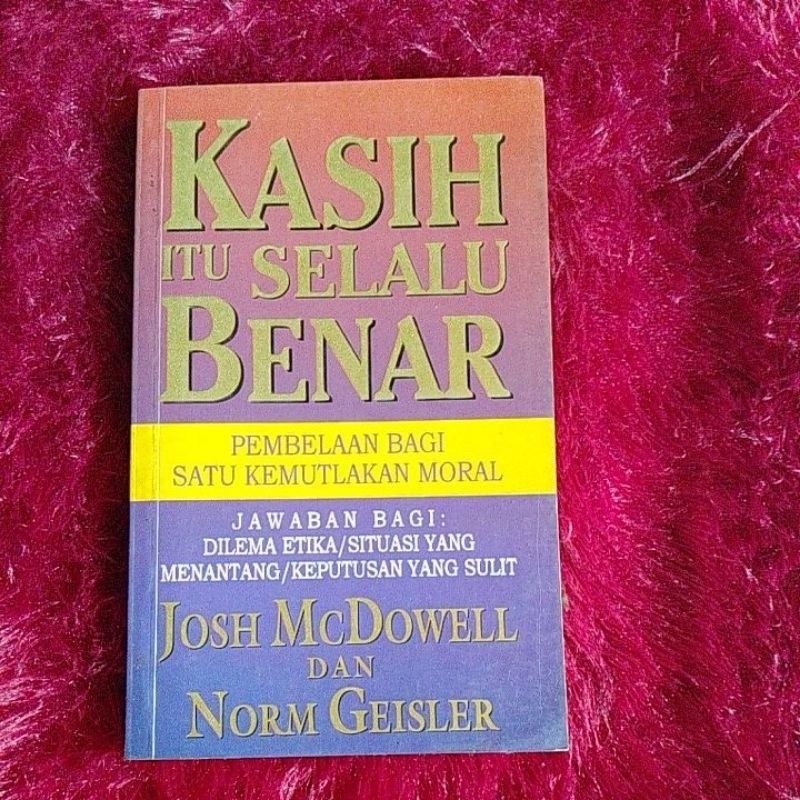 KASIH
ITU SELALU
BENAR
PEMBELAAN BAGI
SATU KEMUTLAKAN MORAL
JAWABAN BAGI:
DILEMA ETIKA/SITUASI YANG
MENANTANG/KEPUTUSAN YANG SULIT
JOSH MCDOWELL
DAN
NORM GEISLER